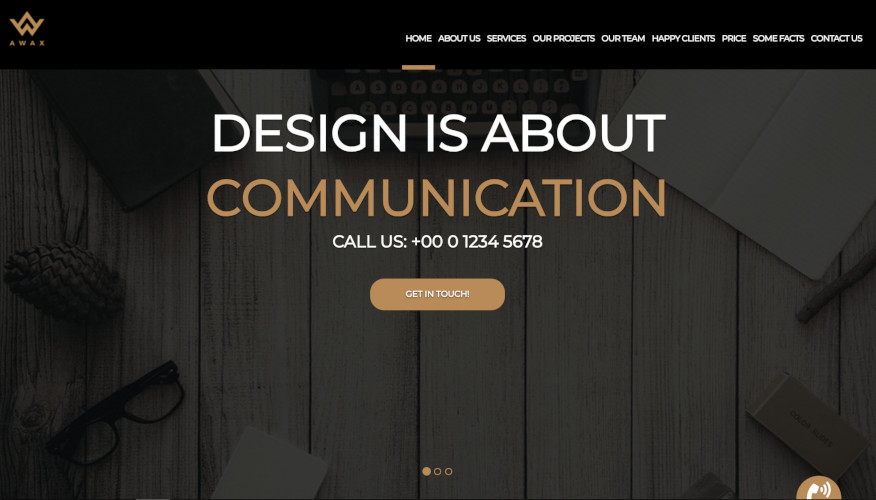 AWAX
HOME ABOUT US SERVICES OUR PROJECTS OUR TEAM HAPPY CLIENTS PRICE SOME FACTS CONTACT US
DESIGN IS ABOUT
COMMUNICATION
CALL US: +00 0 1234 5678
GET IN TOUCH!